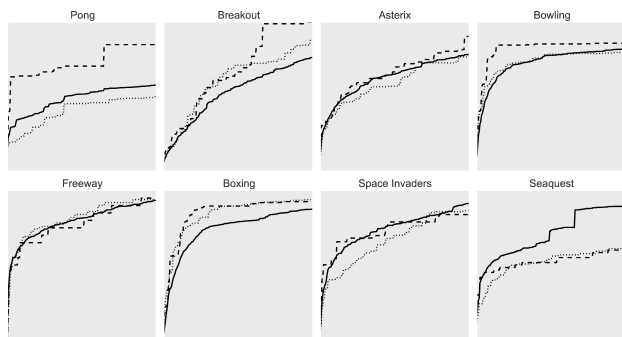 Pong
Breakout
Asterix
Bowling
Freeway
Boxing
Space Invaders
Seaquest